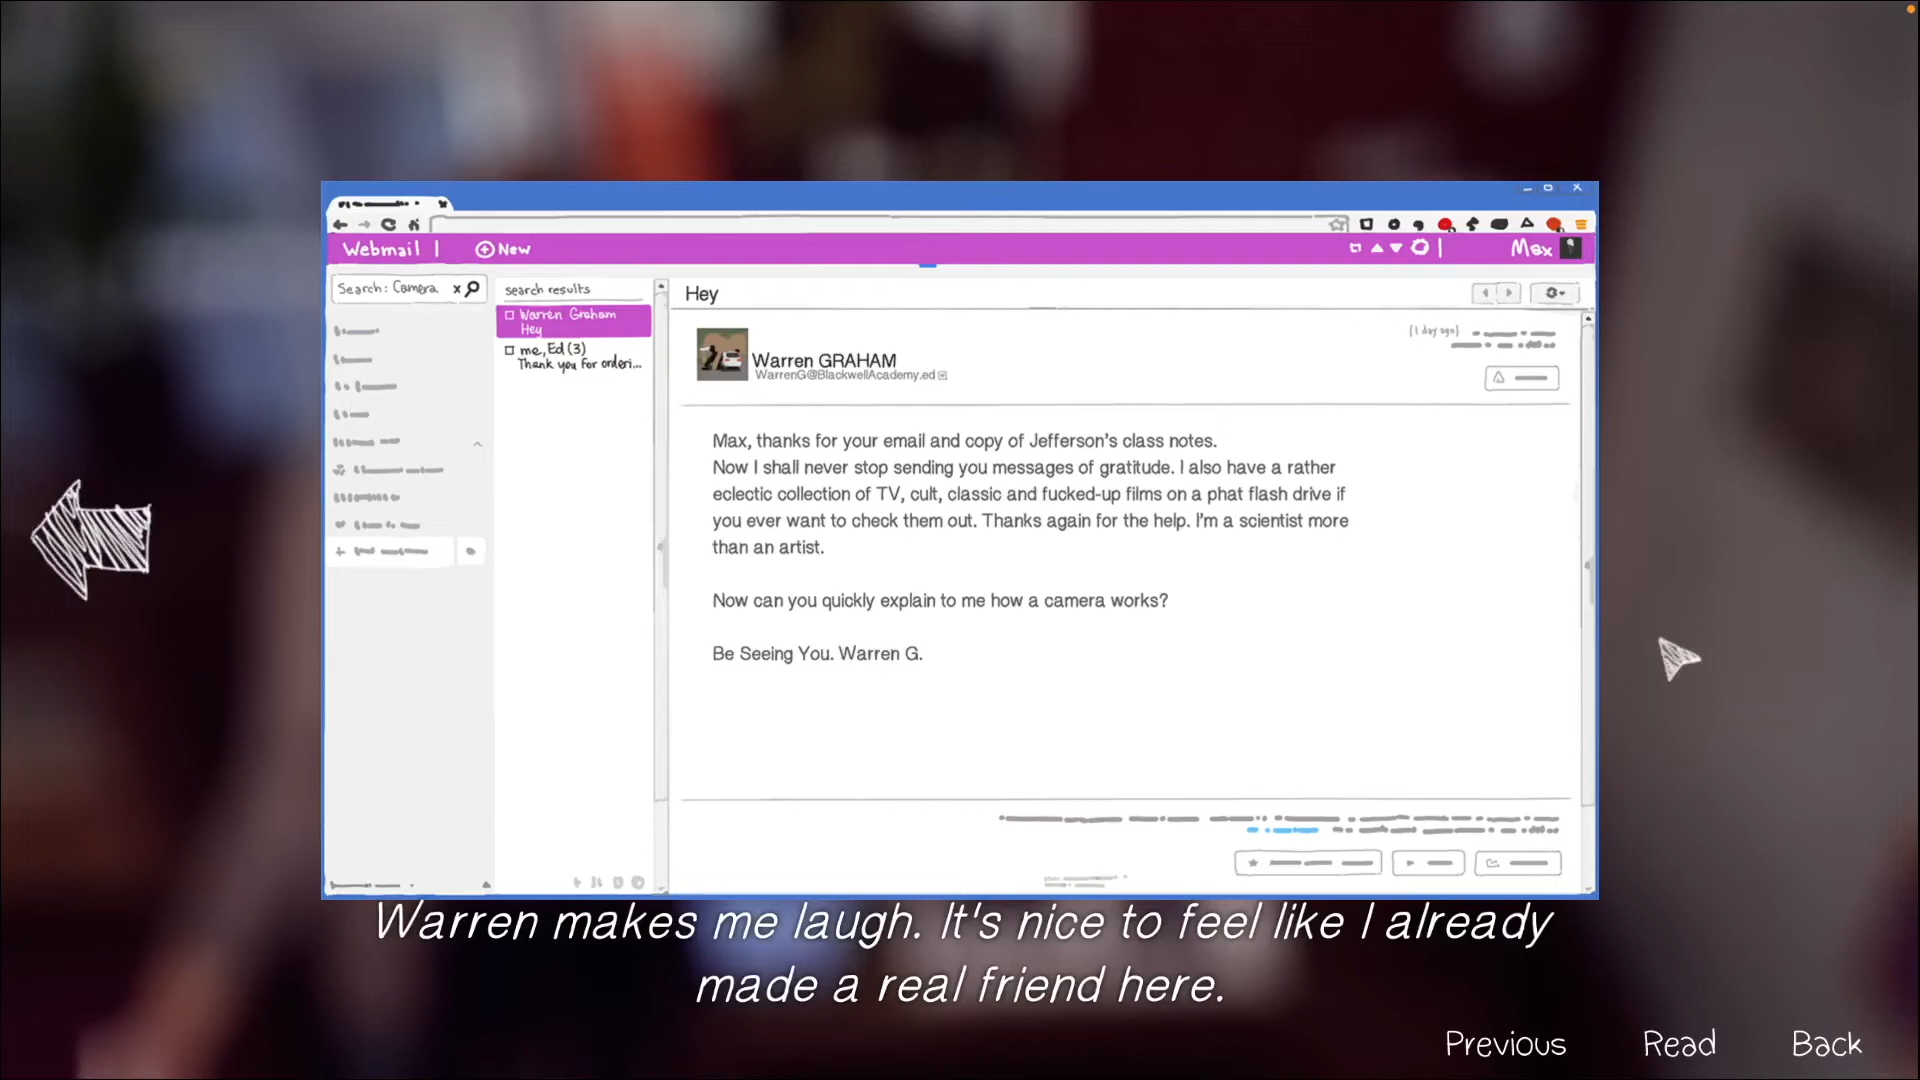 Webmail |
New
Max
Search: Camera x
search results
Warren Graham
Hey
me, Ed (3)
Thank you for orderi...
Hey
(1 day ago)
Warren GRAHAM
WarrenG@BlackwellAcademy.ed
Max, thanks for your email and copy of Jefferson's class notes.
Now I shall never stop sending you messages of gratitude. I also have a rather
eclectic collection of TV, cult, classic and fucked-up films on a phat flash drive if
you ever want to check them out. Thanks again for the help. I'm a scientist more
than an artist.
Now can you quickly explain to me how a camera works?
Be Seeing You. Warren G.
Warren makes me laugh. It's nice to feel like I already
made a real friend here.
Previous
Read
Back